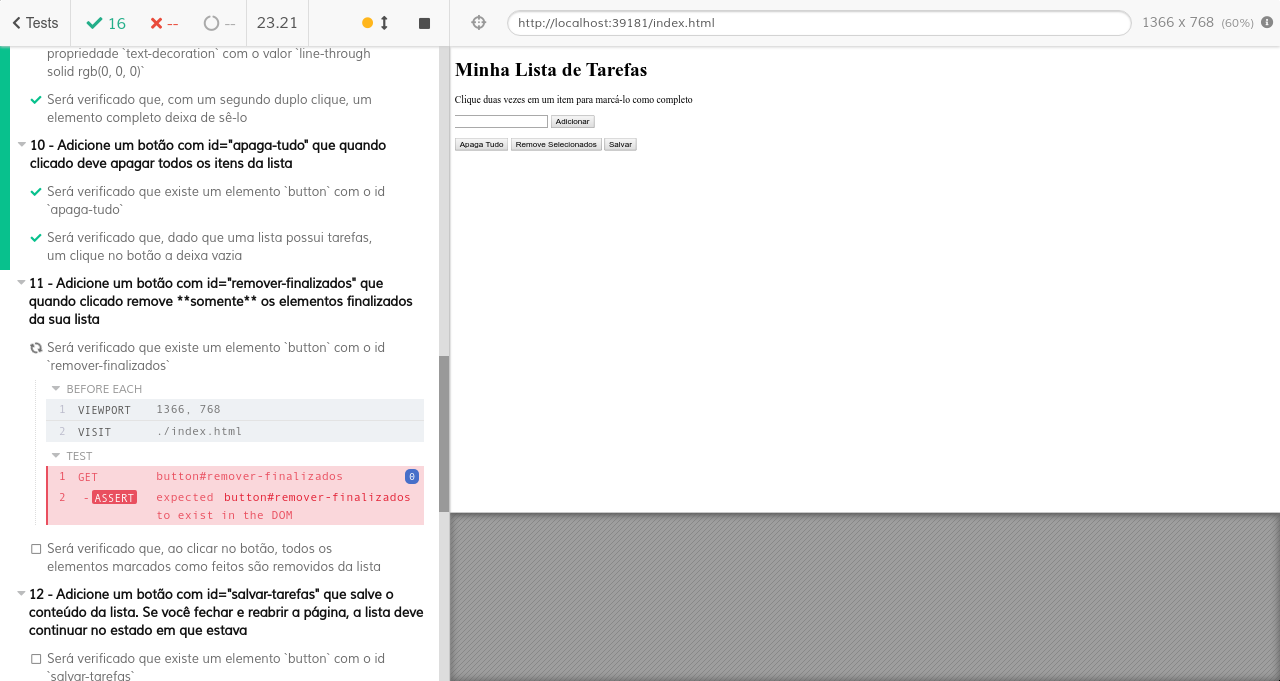 Tests
16
--
--
23.21
http://localhost:39181/index.html
1366 x 768 (60%)
propriedade `text-decoration` com o valor `line-through
solid rgb(0, 0, 0)`
Será verificado que, com um segundo duplo clique, um
elemento completo deixa de sê-lo
10 - Adicione um botão com id="apaga-tudo" que quando
clicado deve apagar todos os itens da lista
Será verificado que existe um elemento `button` com o id
`apaga-tudo`
Será verificado que, dado que uma lista possui tarefas,
um clique no botão a deixa vazia
11 - Adicione um botão com id="remover-finalizados" que
quando clicado remove **somente** os elementos finalizados
da sua lista
Será verificado que existe um elemento `button` com o id
`remover-finalizados`
BEFORE EACH
1 VIEWPORT 1366, 768
2 VISIT ./index.html
TEST
1 GET button#remover-finalizados 0
2 -ASSERT expected button#remover-finalizados
to exist in the DOM
Será verificado que, ao clicar no botão, todos os
elementos marcados como feitos são removidos da lista
12 - Adicione um botão com id="salvar-tarefas" que salve o
conteúdo da lista. Se você fechar e reabrir a página, a lista deve
continuar no estado em que estava
Será verificado que existe um elemento `button` com o id
`salvar-tarefas`
Minha Lista de Tarefas
Clique duas vezes em um item para marcá-lo como completo
Adicionar
Apaga Tudo Remove Selecionados Salvar